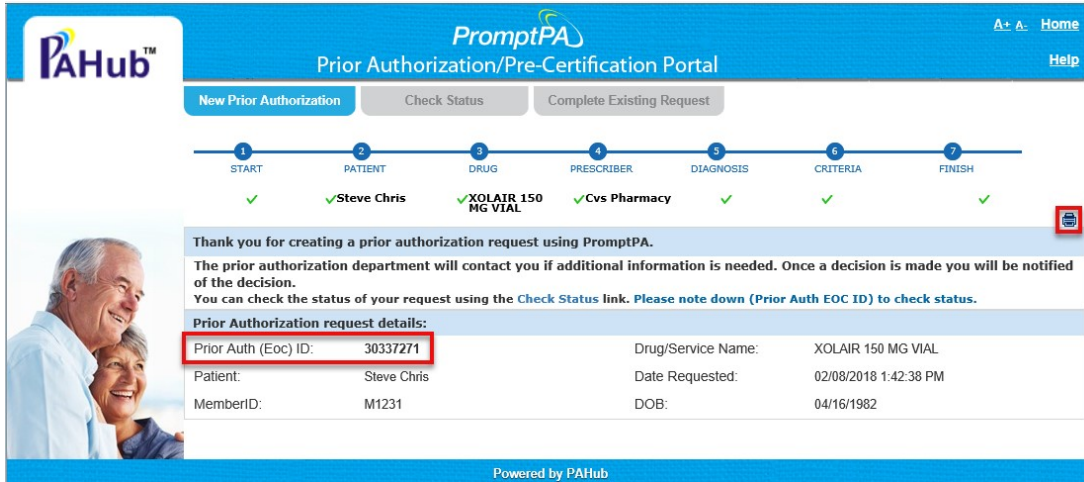 PAHub™
PromptPA
Prior Authorization/Pre-Certification Portal
A+ A- Home
Help
New Prior Authorization Check Status Complete Existing Request
1 2 3 4 5 6 7
START PATIENT DRUG PRESCRIBER DIAGNOSIS CRITERIA FINISH
Steve Chris XOLAIR 150 Cvs Pharmacy
MG VIAL
Thank you for creating a prior authorization request using PromptPA.
The prior authorization department will contact you if additional information is needed. Once a decision is made you will be notified
of the decision.
You can check the status of your request using the Check Status link. Please note down (Prior Auth EOC ID) to check status.
Prior Authorization request details:
Prior Auth (Eoc) ID: 30337271 Drug/Service Name: XOLAIR 150 MG VIAL
Patient: Steve Chris Date Requested: 02/08/2018 1:42:38 PM
MemberID: M1231 DOB: 04/16/1982
Powered by PAHub